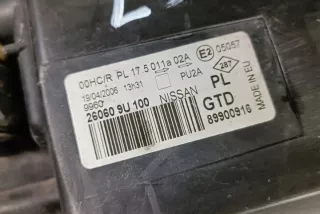 00HC/R PL 17.5 011a 02A E2 05087
19/04/2006 13h31 PU2A 287
9960 PL
26060 9U 100 NISSAN GTD
89900916
MADE IN EU